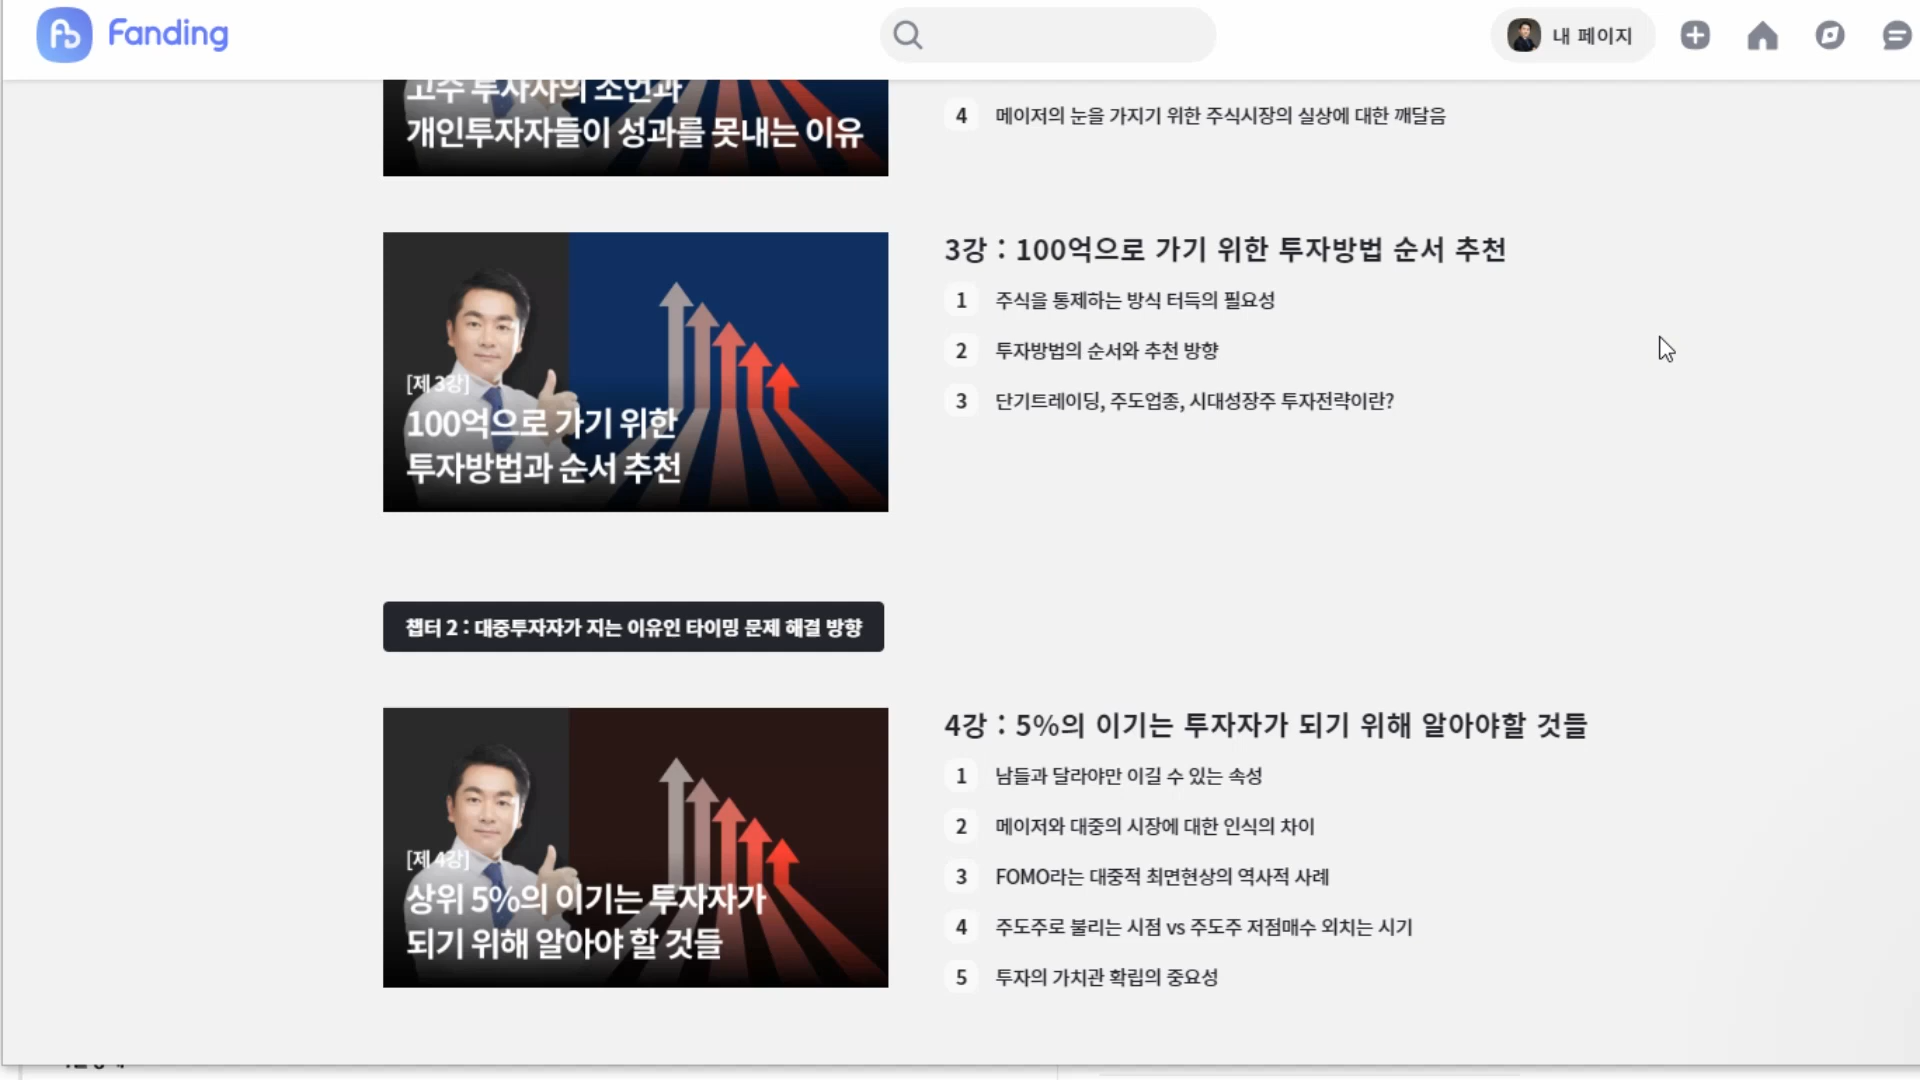 Fanding
내 페이지
고수 투자자의 조언과
개인투자자들이 성과를 못내는 이유
4 메이저의 눈을 가지기 위한 주식시장의 실상에 대한 깨달음
[제 3강]
100억으로 가기 위한
투자방법과 순서 추천
3강 : 100억으로 가기 위한 투자방법 순서 추천
1 주식을 통제하는 방식 터득의 필요성
2 투자방법의 순서와 추천 방향
3 단기트레이딩, 주도업종, 시대성장주 투자전략이란?
챕터 2 : 대중투자자가 지는 이유인 타이밍 문제 해결 방향
[제 4강]
상위 5%의 이기는 투자자가
되기 위해 알아야 할 것들
4강 : 5%의 이기는 투자자가 되기 위해 알아야할 것들
1 남들과 달라야만 이길 수 있는 속성
2 메이저와 대중의 시장에 대한 인식의 차이
3 FOMO라는 대중적 최면현상의 역사적 사례
4 주도주로 불리는 시점 vs 주도주 저점매수 외치는 시기
5 투자의 가치관 확립의 중요성